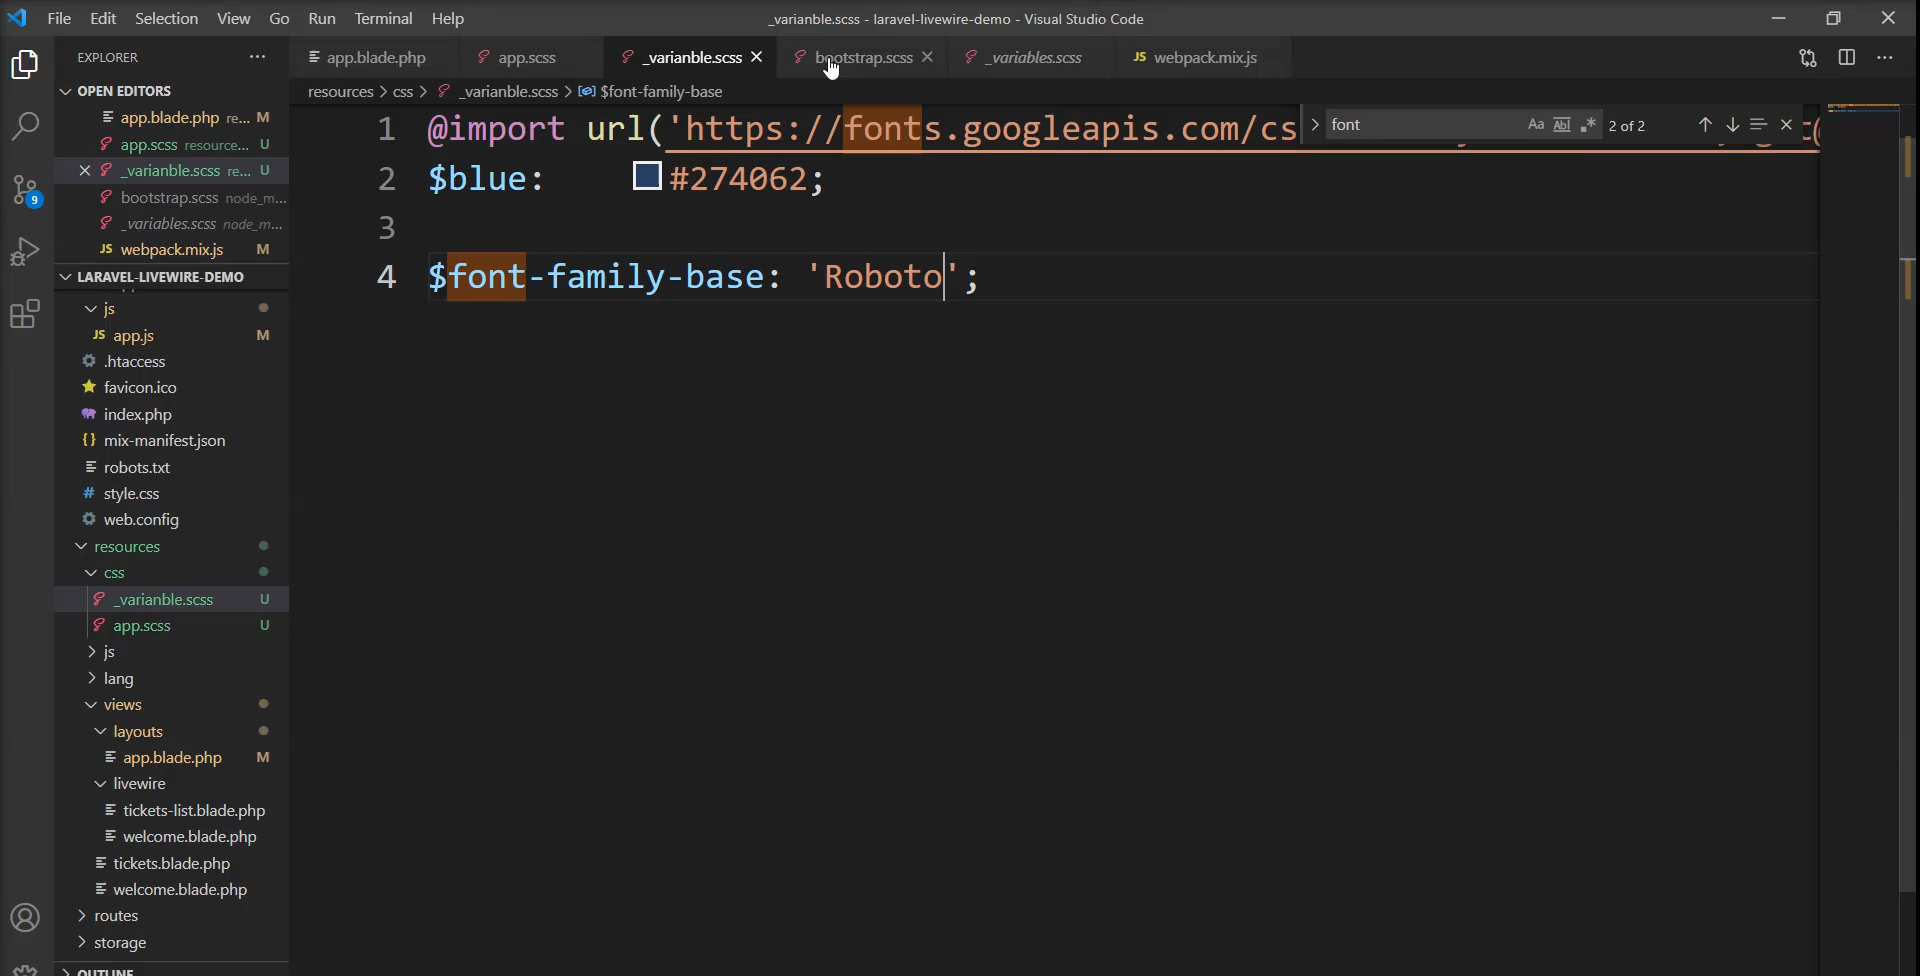 File Edit Selection View Go Run Terminal Help
_varianble.scss - laravel-livewire-demo - Visual Studio Code
EXPLORER
app.blade.php
app.scss
_varianble.scss
bootstrap.scss
_variables.scss
JS webpack.mix.js
OPEN EDITORS
app.blade.php re... M
app.scss resource... U
_varianble.scss re... U
bootstrap.scss node_m...
_variables.scss node_m...
JS webpack.mix.js M
resources > css > _varianble.scss > $font-family-base
font
Aa Abl 2 of 2
1 @import url('https://fonts.googleapis.com/cs
2 $blue: #274062;
3
4 $font-family-base: 'Roboto';
9
LARAVEL-LIVEWIRE-DEMO
js
JS app.js M
.htaccess
favicon.ico
index.php
{} mix-manifest.json
robots.txt
# style.css
web.config
resources
css
_varianble.scss U
app.scss U
js
lang
views
layouts
app.blade.php M
livewire
tickets-list.blade.php
welcome.blade.php
tickets.blade.php
welcome.blade.php
routes
storage
OUTLINE